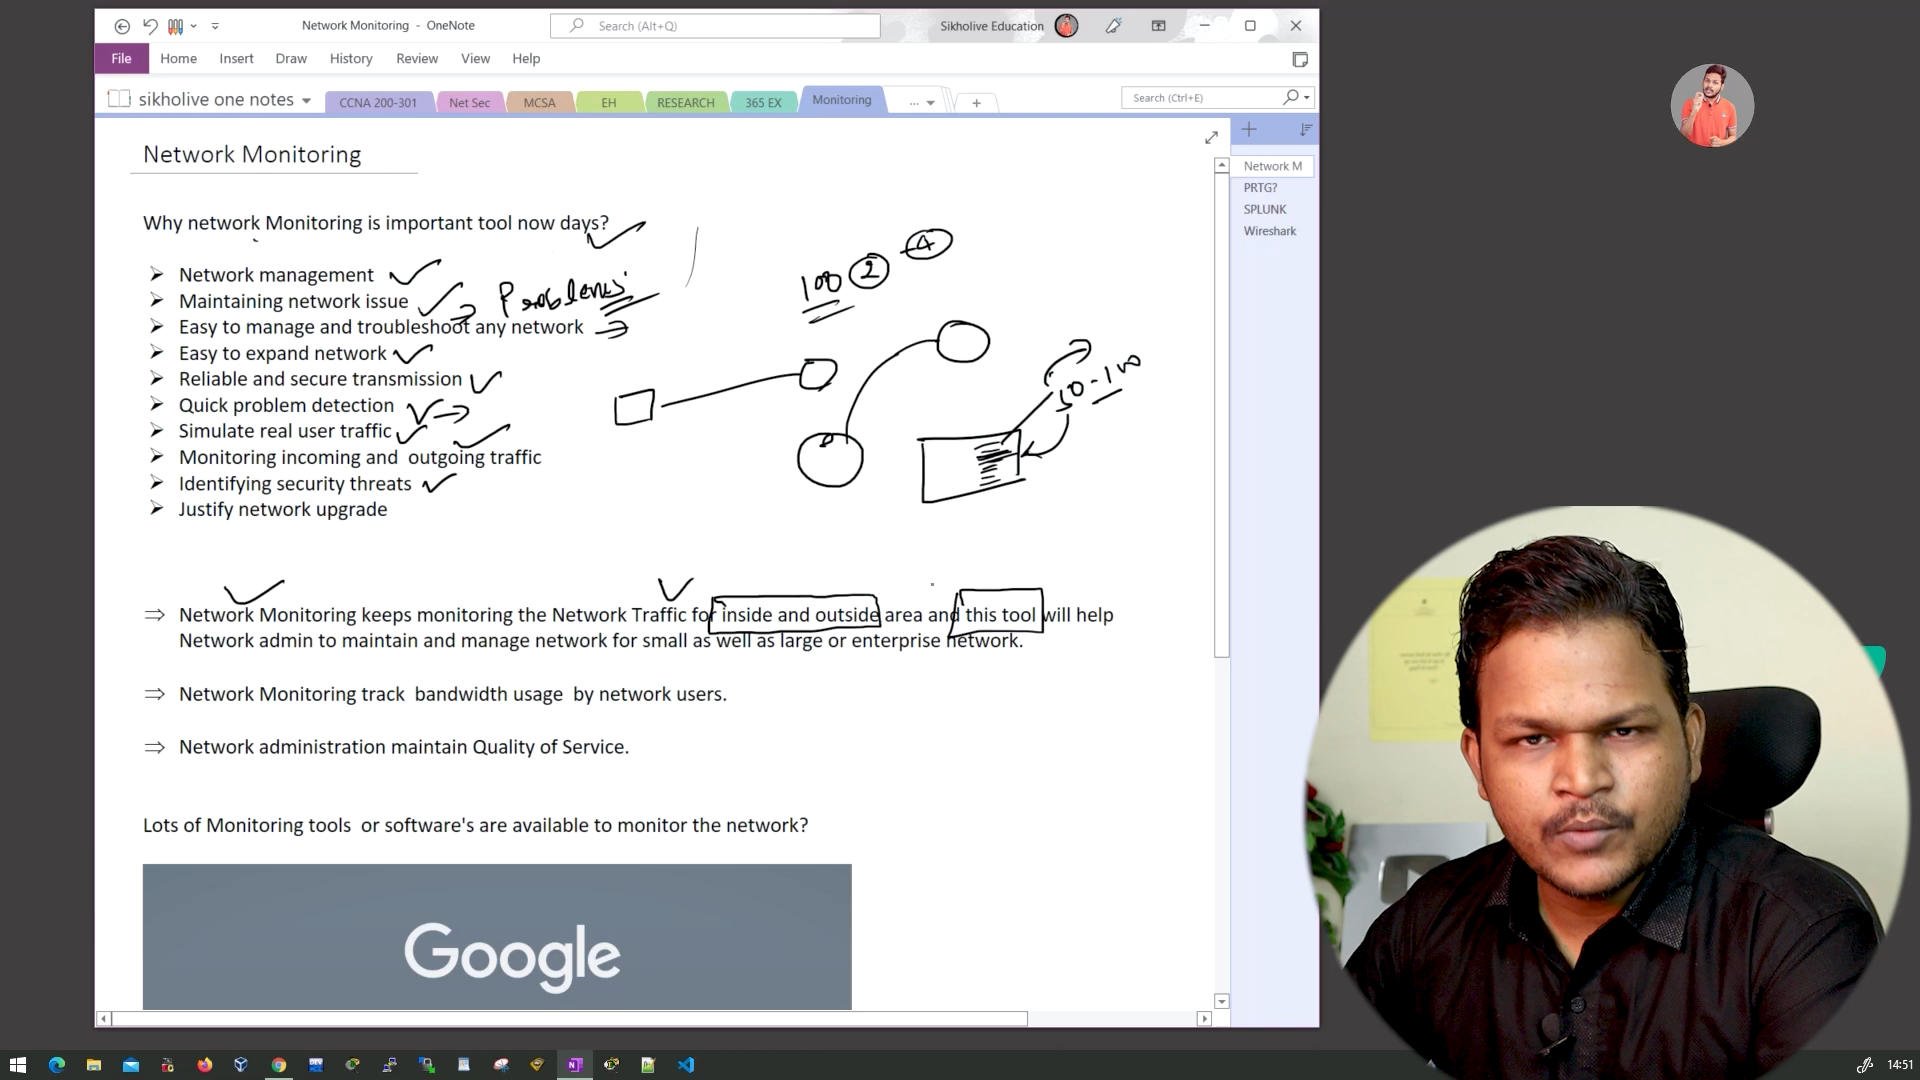 Network Monitoring - OneNote
Search (Alt+Q)
Sikholive Education
File Home Insert Draw History Review View Help
sikholive one notes
CCNA 200-301 Net Sec MCSA EH RESEARCH 365 EX Monitoring ... +
Search (Ctrl+E)
Network Monitoring
Network M
PRTG?
SPLUNK
Wireshark
Why network Monitoring is important tool now days?
Network management
Maintaining network issue
Problems
Easy to manage and troubleshoot any network
Easy to expand network
Reliable and secure transmission
Quick problem detection
Simulate real user traffic
Monitoring incoming and outgoing traffic
Identifying security threats
Justify network upgrade
100 2 4
50-100
Network Monitoring keeps monitoring the Network Traffic for inside and outside area and this tool will help
Network admin to maintain and manage network for small as well as large or enterprise network.
Network Monitoring track bandwidth usage by network users.
Network administration maintain Quality of Service.
Lots of Monitoring tools or software's are available to monitor the network?
Google
14:51